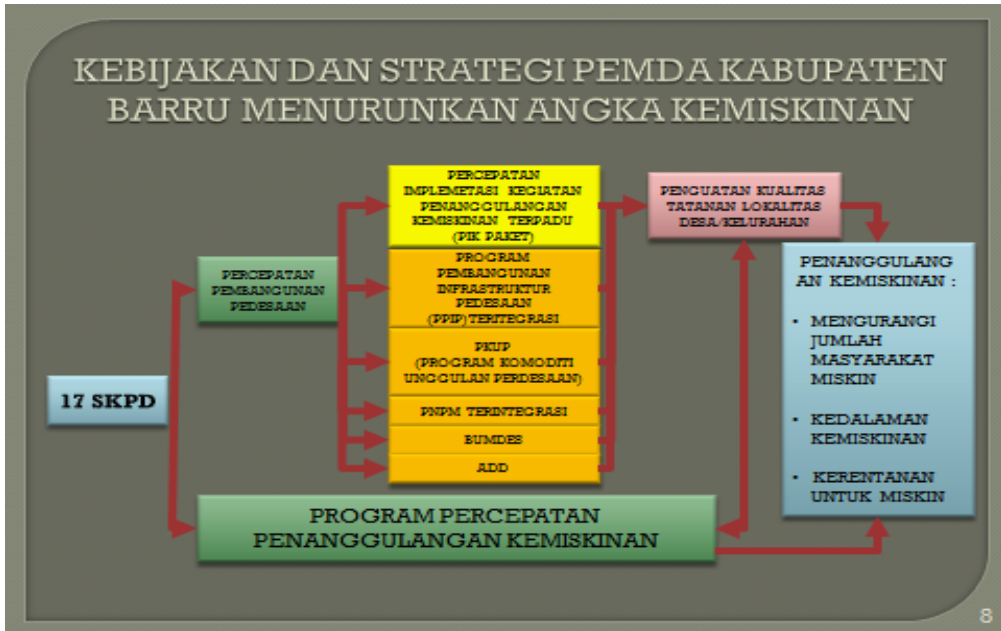 KEBIJAKAN DAN STRATEGI PEMDA KABUPATEN
BARRU MENURUNKAN ANGKA KEMISKINAN
17 SKPD
PERCEPATAN
PEMBANGUNAN
PEDESAAN
PERCEPATAN
IMPLEMETASI KEGIATAN
PENANGGULANGAN
KEMISKINAN TERPADU
(PIK PAKET)
PROGRAM
PEMBANGUNAN
INFRASTRUKTUR
PEDESAAN
(PPIP) TERITEGRASI
PKUP
(PROGRAM KOMODITI
UNGGULAN PERDESAAN)
PNPM TERINTEGRASI
BUMDES
ADD
PROGRAM PERCEPATAN
PENANGGULANGAN KEMISKINAN
PENGUATAN KUALITAS
TATANAN LOKALITAS
DESA/KELURAHAN
PENANGGULANG
AN KEMISKINAN :
• MENGURANGI
JUMLAH
MASYARAKAT
MISKIN
• KEDALAMAN
KEMISKINAN
• KERENTANAN
UNTUK MISKIN
8